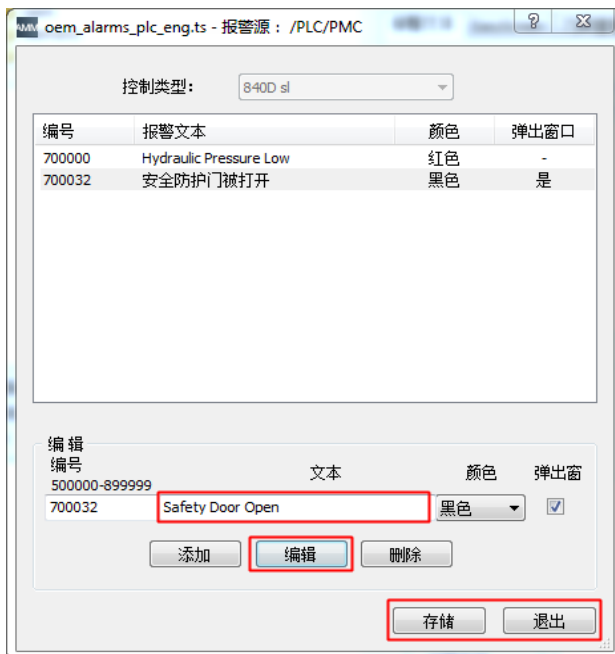 AMM oem_alarms_plc_eng.ts - 报警源： /PLC/PMC
控制类型： 840D sl
编号 报警文本 颜色 弹出窗口
700000 Hydraulic Pressure Low 红色 -
700032 安全防护门被打开 黑色 是
编 辑
编号 文本 颜色 弹出窗
500000-899999
700032 Safety Door Open 黑色
添加 编辑 删除
存储 退出